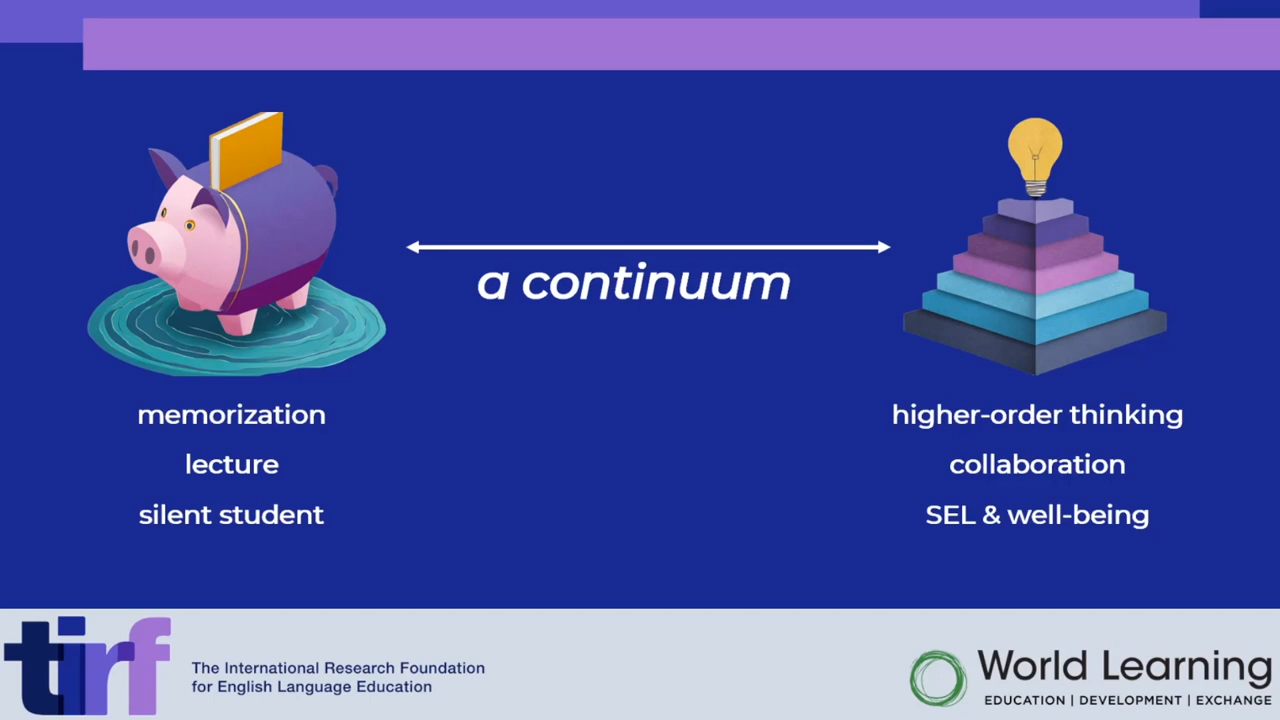 a continuum
memorization
lecture
silent student
higher-order thinking
collaboration
SEL & well-being
tirf
The International Research Foundation
for English Language Education
World Learning
EDUCATION | DEVELOPMENT | EXCHANGE